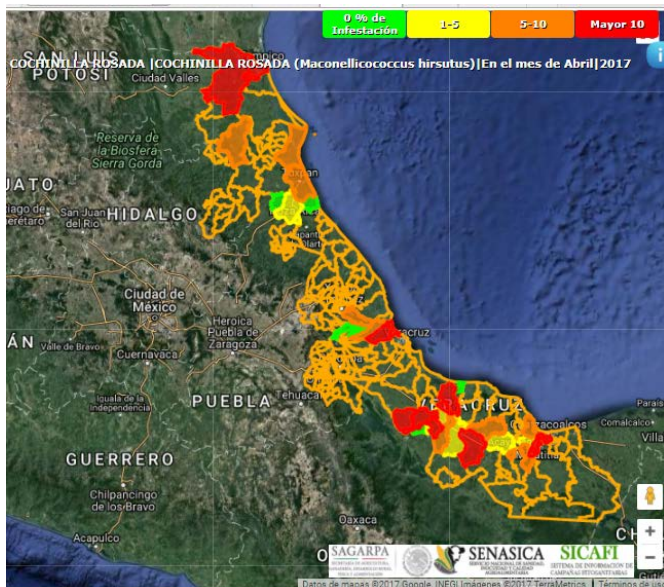 0 % de
Infestación
1-5
5-10
Mayor 10
SAN LUIS
POTOSÍ
COCHINILLA ROSADA |COCHINILLA ROSADA (Maconellicococcus hirsutus)|En el mes de Abril|2017
Ciudad Valles
Reserva de
la Biosfera
Sierra Gorda
San Juan
del Río
HIDALGO
Ciudad de
México
Heroica
Puebla de
Zaragoza
Valle de Bravo
Cuernavaca
Iguala de la
Independencia
PUEBLA
Tehuaca
VERACRUZ
Comalcalco
Villa
GUERRERO
Chilpancingo
de los Bravo
Acapulco
Oaxaca
SAGARPA
SENASICA
SICAFI
SISTEMA DE INFORMACIÓN DE
CAMPAÑAS FITOSANITARIAS
Datos de mapas ©2017 Google, INEGI Imágenes ©2017 TerraMetrics